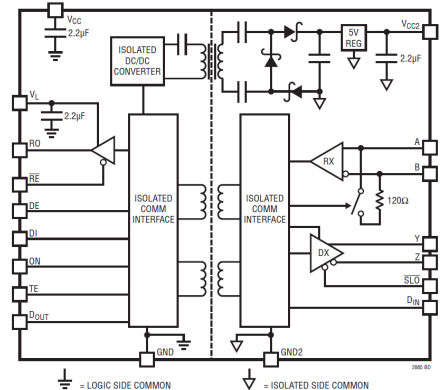 VCC
2.2µF
ISOLATED
DC/DC
CONVERTER
5V
REG
VCC2
2.2µF
VL
2.2µF
RO
RE
DE
DI
ON
TE
DOUT
ISOLATED
COMM
INTERFACE
ISOLATED
COMM
INTERFACE
RX
A
B
120Ω
DX
Y
Z
SLO
DIN
GND
GND2
2885 BD
= LOGIC SIDE COMMON
= ISOLATED SIDE COMMON